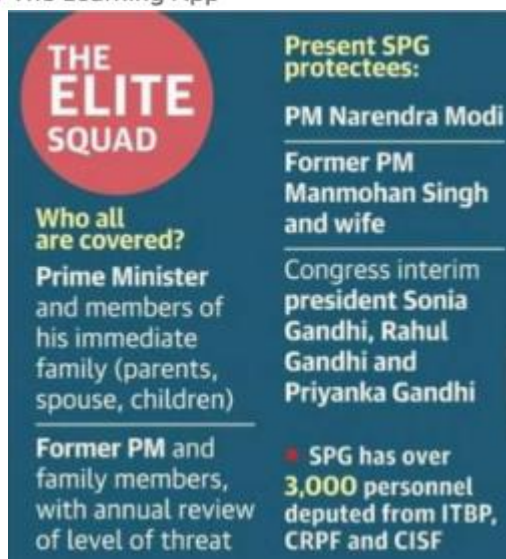 The Learning App
THE
ELITE
SQUAD
Who all
are covered?
Prime Minister
and members of
his immediate
family (parents,
spouse, children)
Former PM and
family members,
with annual review
of level of threat
Present SPG
protectees:
PM Narendra Modi
Former PM
Manmohan Singh
and wife
Congress interim
president Sonia
Gandhi, Rahul
Gandhi and
Priyanka Gandhi
• SPG has over
3,000 personnel
deputed from ITBP,
CRPF and CISF